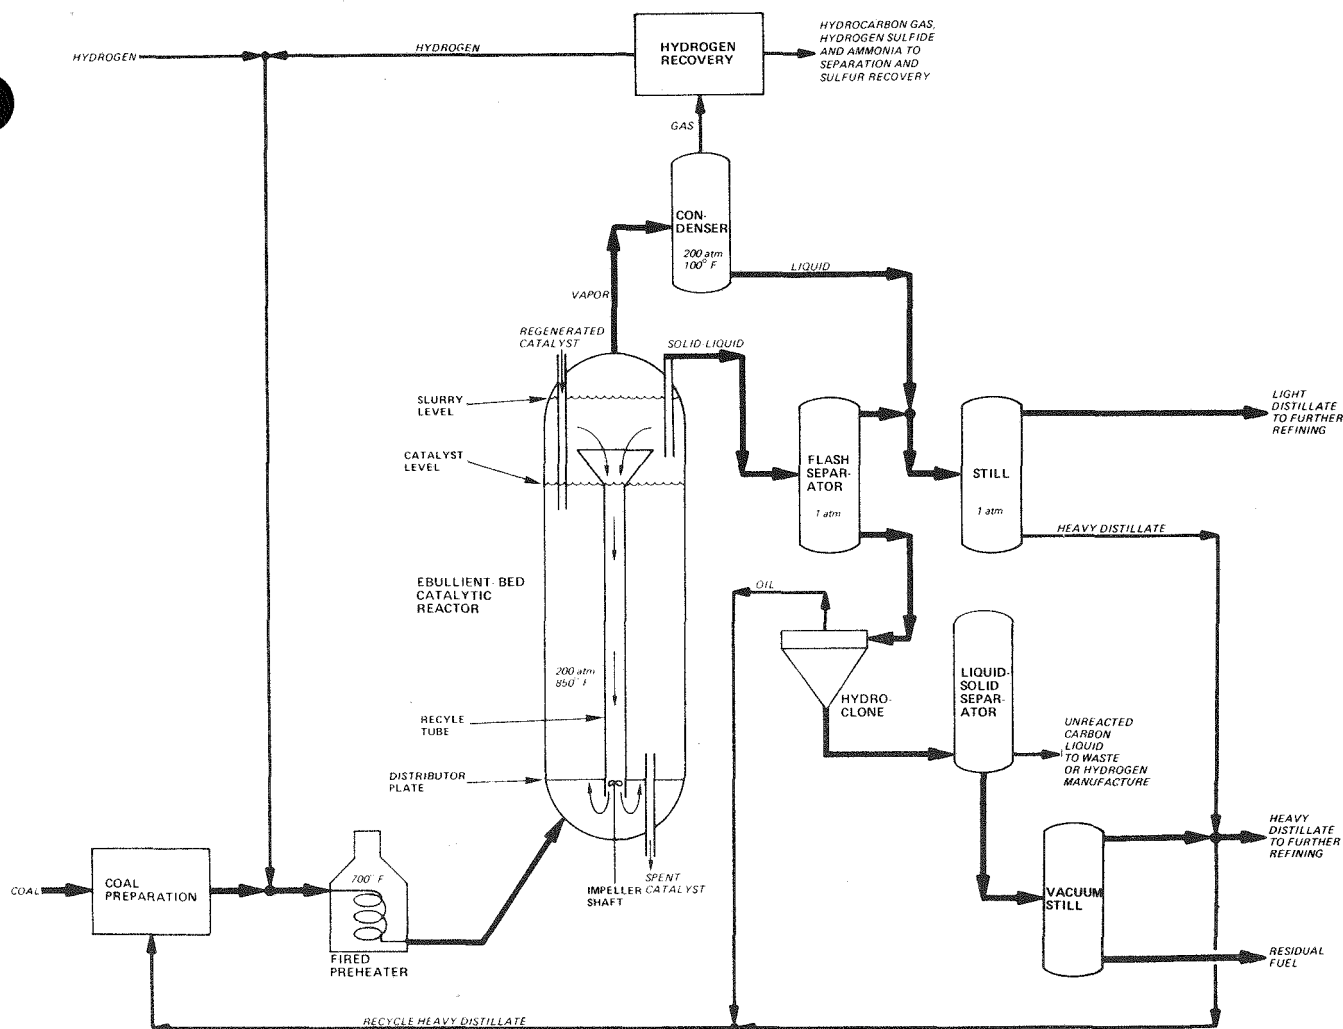 HYDROGEN
HYDROGEN
HYDROGEN
RECOVERY
HYDROCARBON GAS,
HYDROGEN SULFIDE
AND AMMONIA TO
SEPARATION AND
SULFUR RECOVERY
GAS
CON-
DENSER
200 atm
100° F
LIQUID
VAPOR
REGENERATED
CATALYST
SOLID-LIQUID
SLURRY
LEVEL
CATALYST
LEVEL
FLASH
SEPAR-
ATOR
1 atm
STILL
1 atm
LIGHT
DISTILLATE
TO FURTHER
REFINING
HEAVY DISTILLATE
EBULLIENT-BED
CATALYTIC
REACTOR
OIL
200 atm
850° F
HYDRO-
CLONE
LIQUID-
SOLID
SEPAR-
ATOR
RECYLE
TUBE
UNREACTED
CARBON
LIQUID
TO WASTE
OR HYDROGEN
MANUFACTURE
DISTRIBUTOR
PLATE
HEAVY
DISTILLATE
TO FURTHER
REFINING
COAL
COAL
PREPARATION
700° F
IMPELLER
SHAFT
SPENT
CATALYST
VACUUM
STILL
FIRED
PREHEATER
RESIDUAL
FUEL
RECYCLE HEAVY DISTILLATE